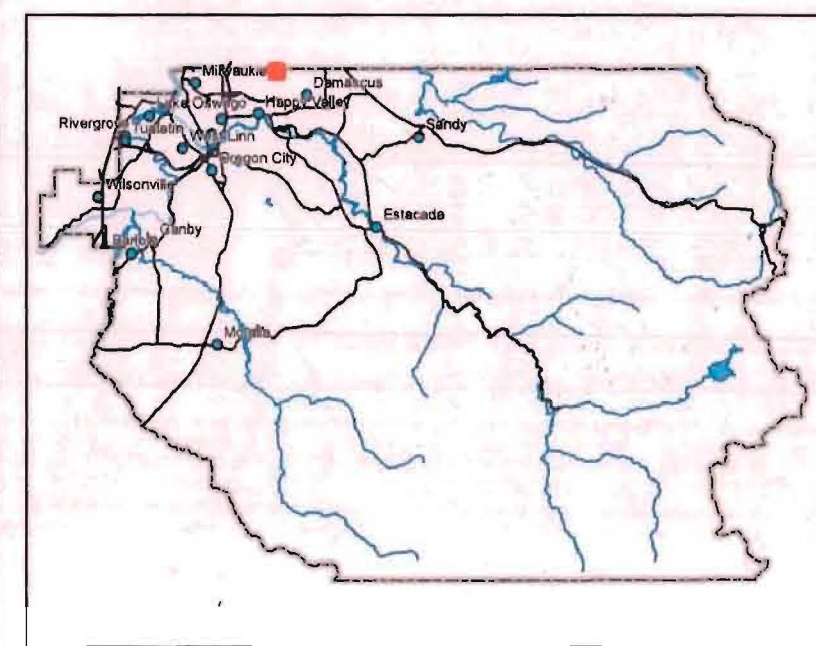 Milwaukie
Damascus
Lake Oswego
Happy Valley
Rivergrove
Tualatin
West Linn
Sandy
Oregon City
Wilsonville
Estacada
Canby
Barlow
Molalla